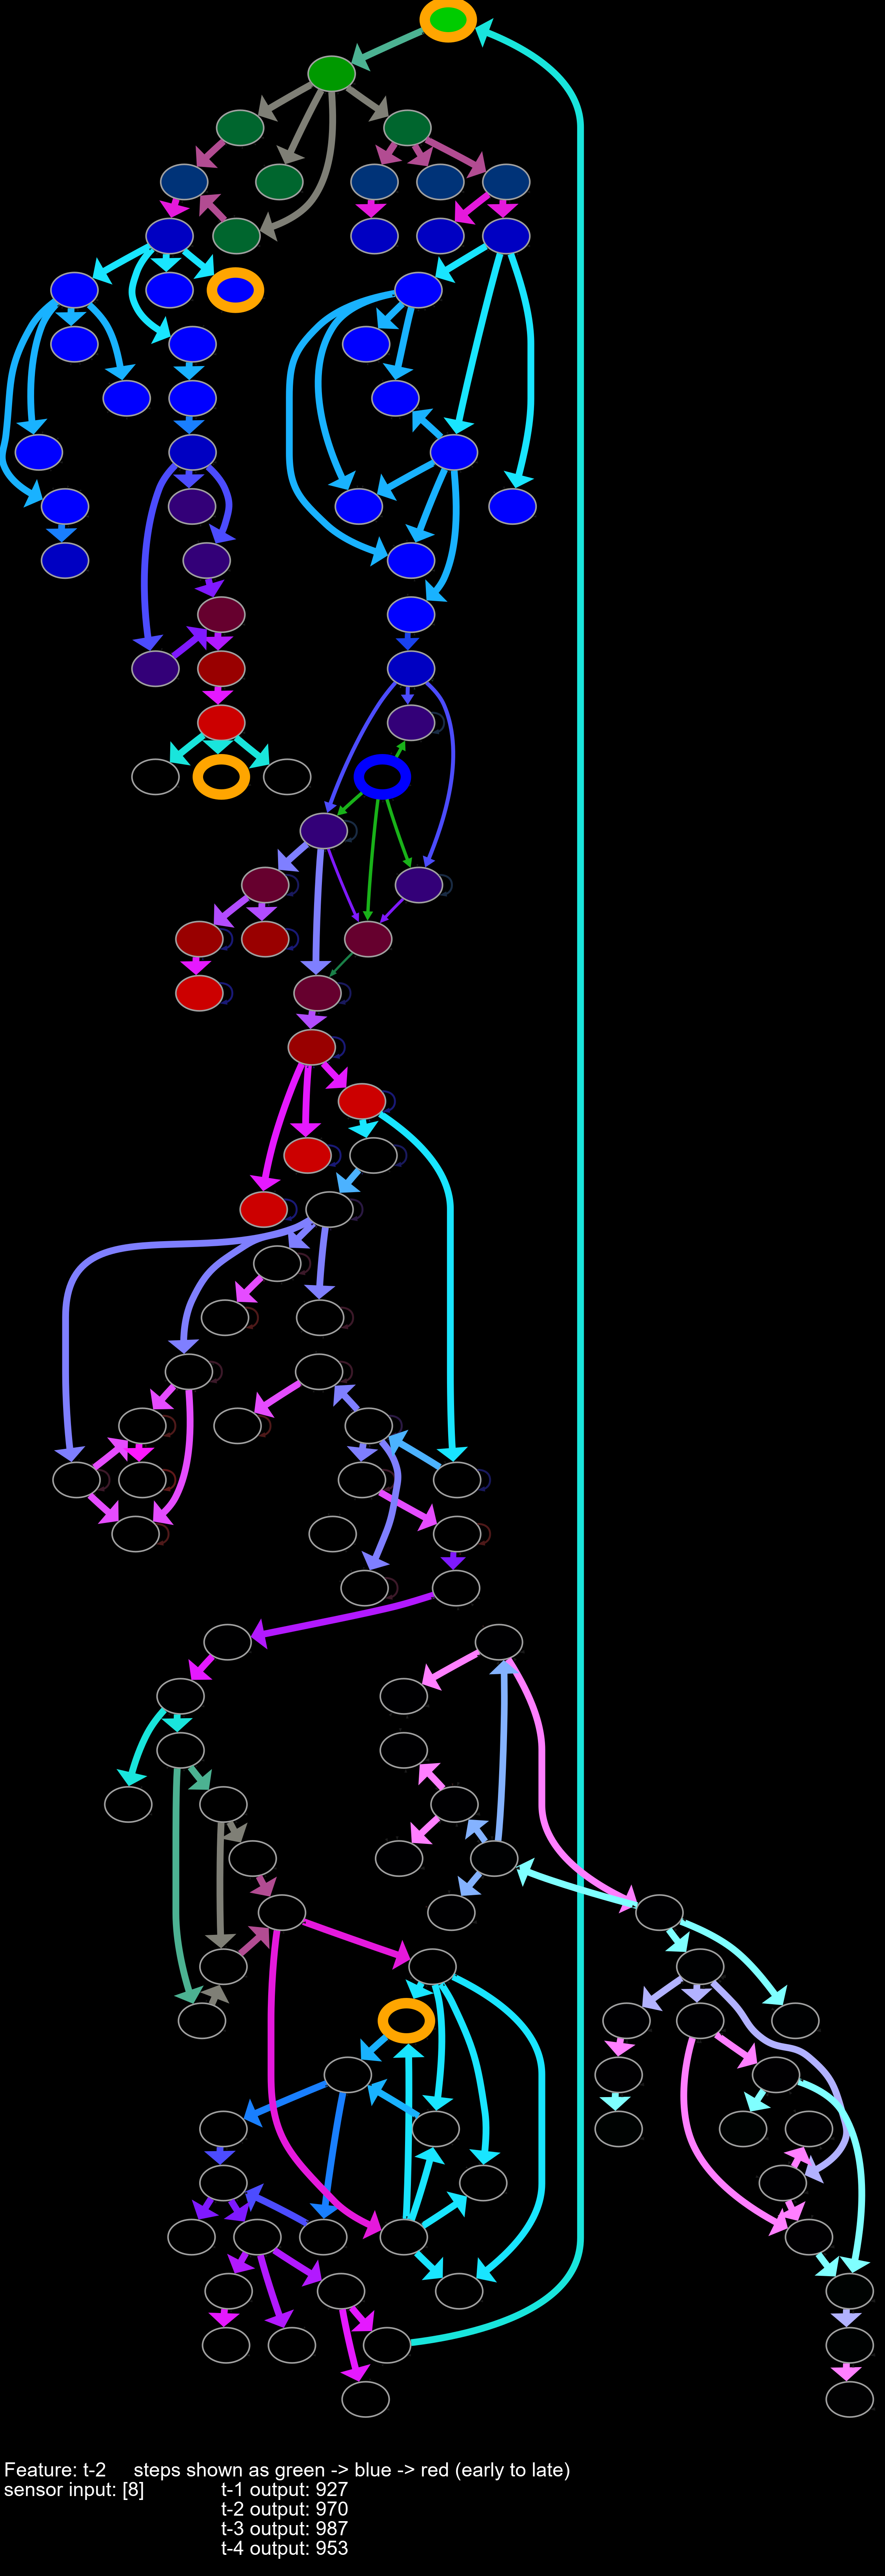 Feature: t-2 steps shown as green -> blue -> red (early to late)
sensor input: [8] t-1 output: 927
t-2 output: 970
t-3 output: 987
t-4 output: 953